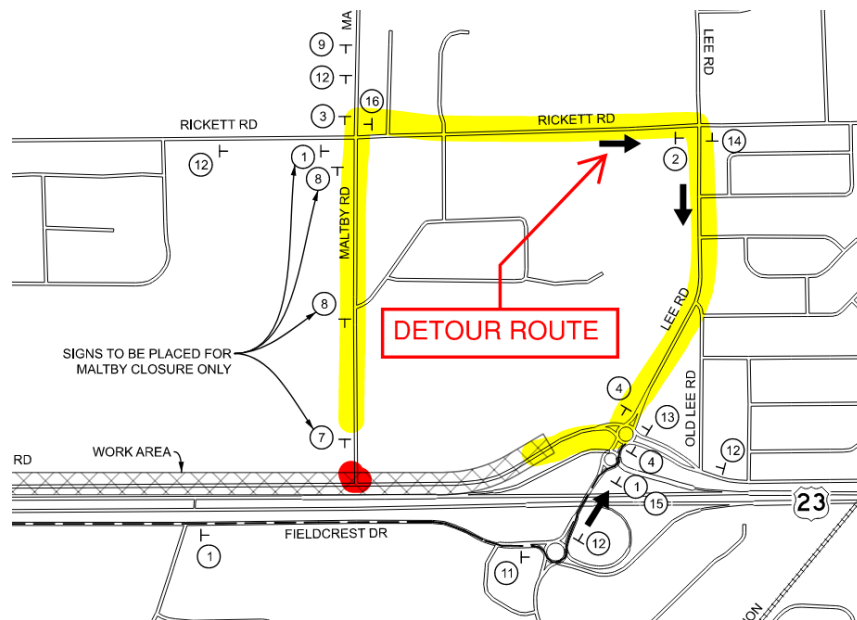 MA
LEE RD
9
12
16
3
RICKETT RD
RICKETT RD
12
1
8
2
14
MALTBY RD
8
DETOUR ROUTE
LEE RD
SIGNS TO BE PLACED FOR
MALTBY CLOSURE ONLY
4
13
OLD LEE RD
7
WORK AREA
RD
4
12
1
15
23
FIELDCREST DR
1
12
11
ON